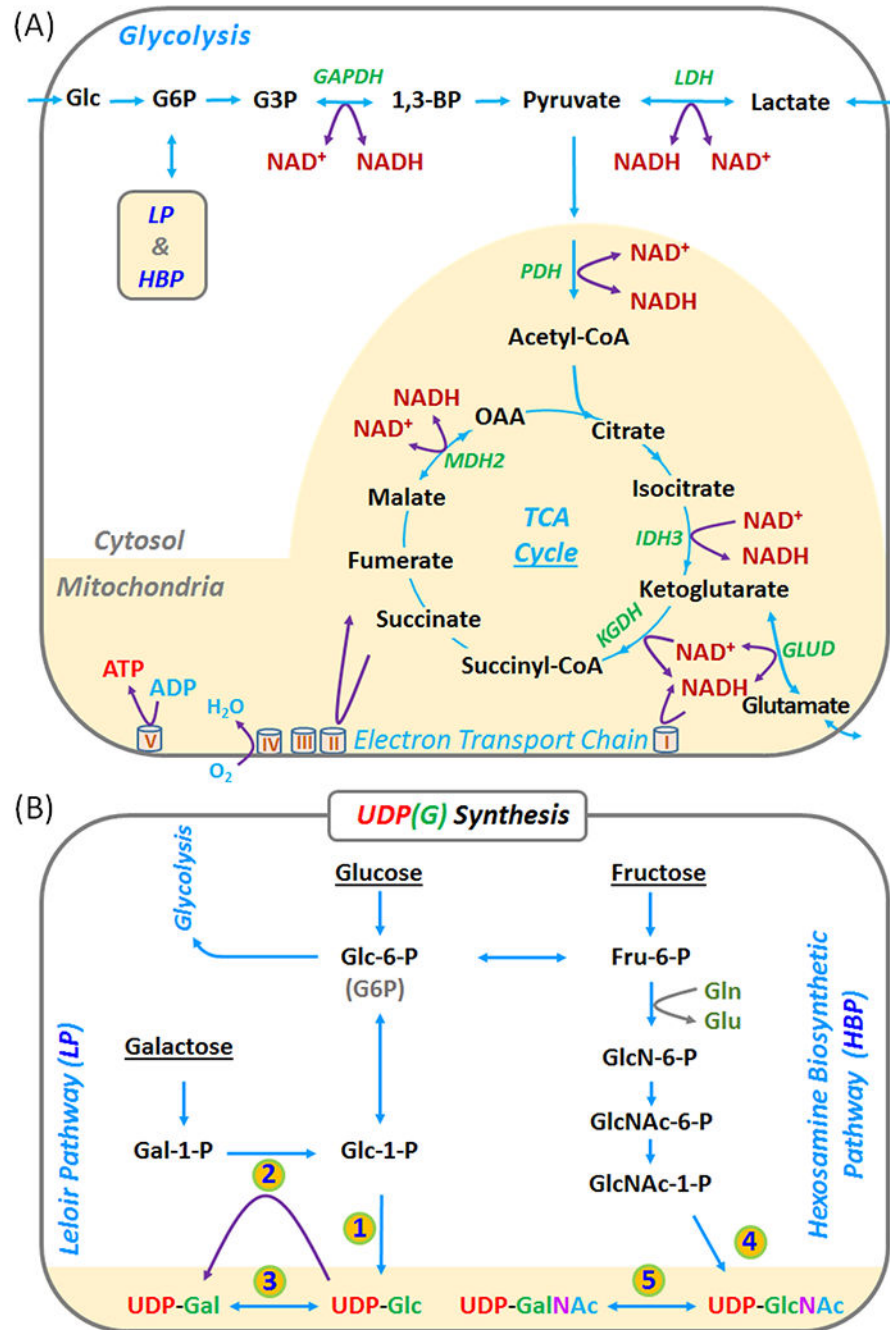 (A)
Glycolysis
Glc
G6P
G3P
GAPDH
1,3-BP
Pyruvate
LDH
Lactate
NAD+
NADH
NADH
NAD+
LP
&
HBP
PDH
NAD+
NADH
Acetyl-CoA
NADH
NAD+
OAA
MDH2
Citrate
Malate
Isocitrate
TCA
Cycle
IDH3
NAD+
NADH
Cytosol
Mitochondria
Fumerate
Ketoglutarate
Succinate
KGDH
Succinyl-CoA
NAD+
NADH
GLUD
Glutamate
ATP
ADP
H2O
O2
V
IV
III
II
Electron Transport Chain
I
(B)
UDP(G) Synthesis
Glycolysis
Glucose
Fructose
Glc-6-P
(G6P)
Fru-6-P
Gln
Glu
Galactose
GlcN-6-P
GlcNAc-6-P
Gal-1-P
Glc-1-P
GlcNAc-1-P
Leloir Pathway (LP)
Hexosamine Biosynthetic
Pathway (HBP)
2
1
4
3
5
UDP-Gal
UDP-Glc
UDP-GalNAc
UDP-GlcNAc